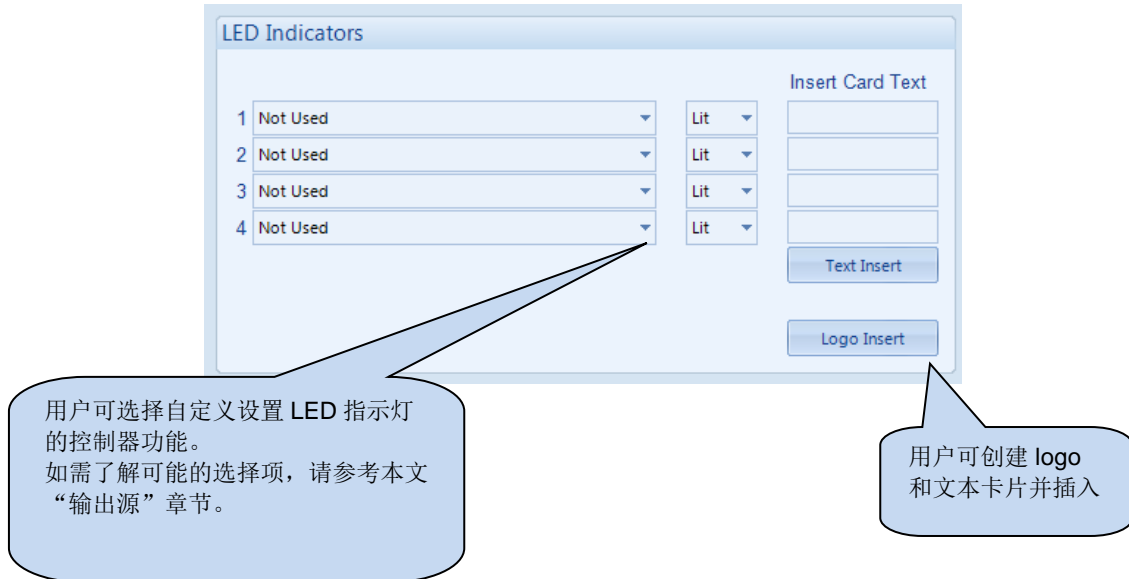 LED Indicators
Insert Card Text
1 Not Used Lit
2 Not Used Lit
3 Not Used Lit
4 Not Used Lit
Text Insert
Logo Insert
用户可选择自定义设置 LED 指示灯
的控制器功能。
如需了解可能的选择项，请参考本文
“输出源”章节。
用户可创建 logo
和文本卡片并插入